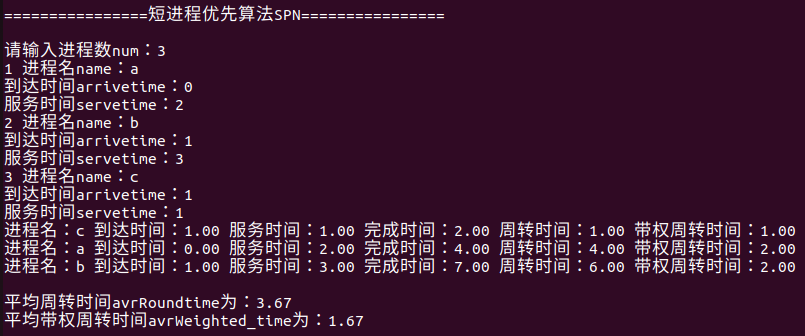 ================短进程优先算法SPN================
请输入进程数num：3
1 进程名name：a
到达时间arrivetime：0
服务时间servetime：2
2 进程名name：b
到达时间arrivetime：1
服务时间servetime：3
3 进程名name：c
到达时间arrivetime：1
服务时间servetime：1
进程名：c 到达时间：1.00 服务时间：1.00 完成时间：2.00 周转时间：1.00 带权周转时间：1.00
进程名：a 到达时间：0.00 服务时间：2.00 完成时间：4.00 周转时间：4.00 带权周转时间：2.00
进程名：b 到达时间：1.00 服务时间：3.00 完成时间：7.00 周转时间：6.00 带权周转时间：2.00
平均周转时间avrRoundtime为：3.67
平均带权周转时间avrWeighted_time为：1.67